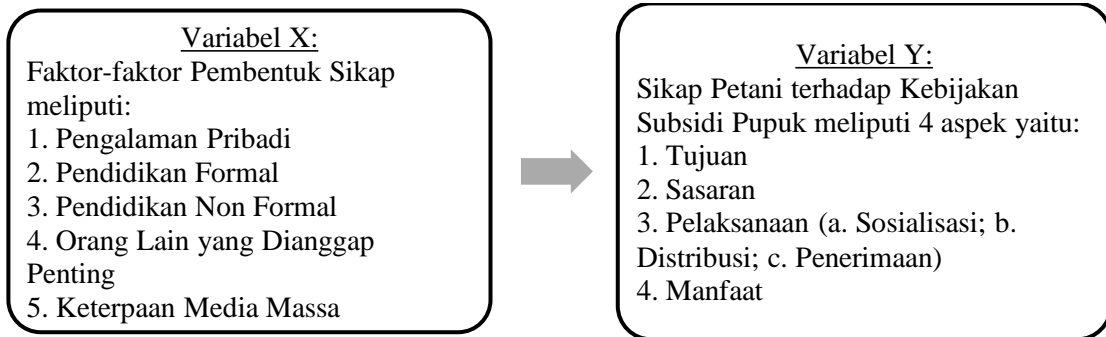 Variabel X:
Faktor-faktor Pembentuk Sikap
meliputi:
1. Pengalaman Pribadi
2. Pendidikan Formal
3. Pendidikan Non Formal
4. Orang Lain yang Dianggap
Penting
5. Keterpaan Media Massa
Variabel Y:
Sikap Petani terhadap Kebijakan
Subsidi Pupuk meliputi 4 aspek yaitu:
1. Tujuan
2. Sasaran
3. Pelaksanaan (a. Sosialisasi; b.
Distribusi; c. Penerimaan)
4. Manfaat